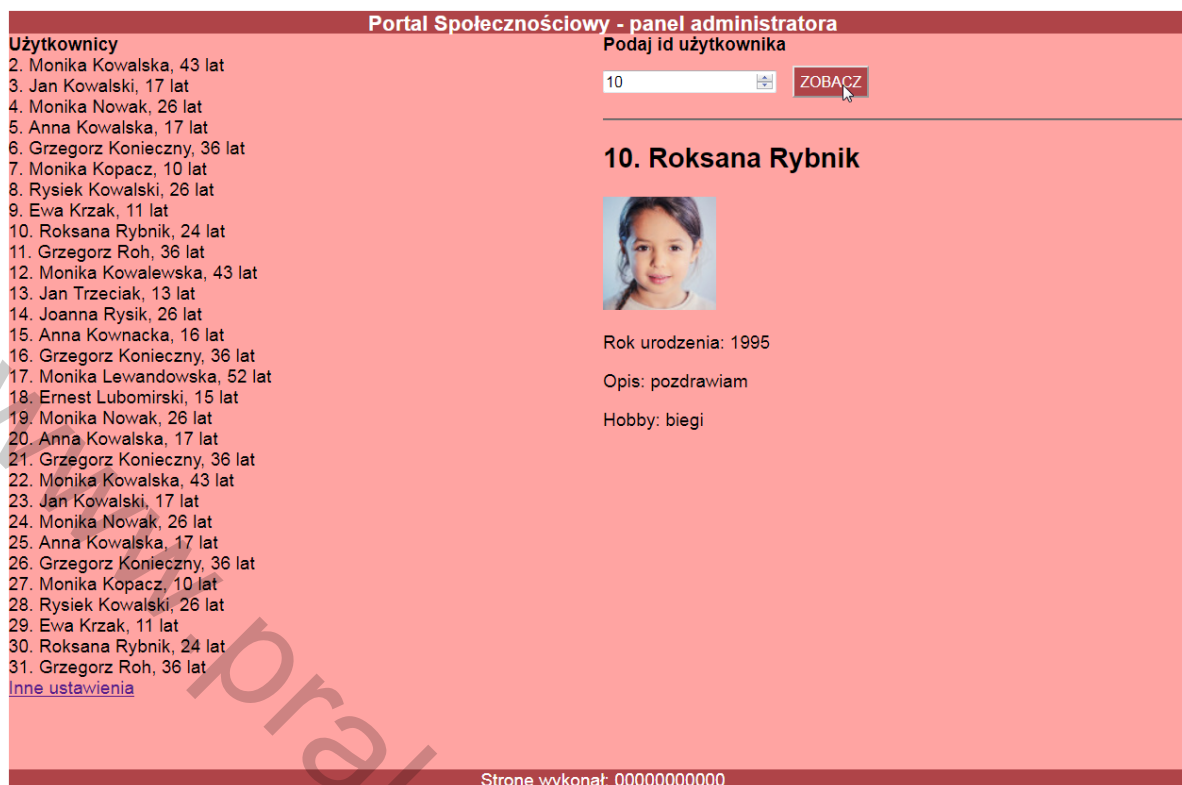 Portal Społecznościowy - panel administratora
Użytkownicy
2. Monika Kowalska, 43 lat
3. Jan Kowalski, 17 lat
4. Monika Nowak, 26 lat
5. Anna Kowalska, 17 lat
6. Grzegorz Konieczny, 36 lat
7. Monika Kopacz, 10 lat
8. Rysiek Kowalski, 26 lat
9. Ewa Krzak, 11 lat
10. Roksana Rybnik, 24 lat
11. Grzegorz Roh, 36 lat
12. Monika Kowalewska, 43 lat
13. Jan Trzeciak, 13 lat
14. Joanna Rysik, 26 lat
15. Anna Kownacka, 16 lat
16. Grzegorz Konieczny, 36 lat
17. Monika Lewandowska, 52 lat
18. Ernest Lubomirski, 15 lat
19. Monika Nowak, 26 lat
20. Anna Kowalska, 17 lat
21. Grzegorz Konieczny, 36 lat
22. Monika Kowalska, 43 lat
23. Jan Kowalski, 17 lat
24. Monika Nowak, 26 lat
25. Anna Kowalska, 17 lat
26. Grzegorz Konieczny, 36 lat
27. Monika Kopacz, 10 lat
28. Rysiek Kowalski, 26 lat
29. Ewa Krzak, 11 lat
30. Roksana Rybnik, 24 lat
31. Grzegorz Roh, 36 lat
Inne ustawienia
Podaj id użytkownika
10
ZOBACZ
10. Roksana Rybnik
Rok urodzenia: 1995
Opis: pozdrawiam
Hobby: biegi
Stronę wykonał: 00000000000